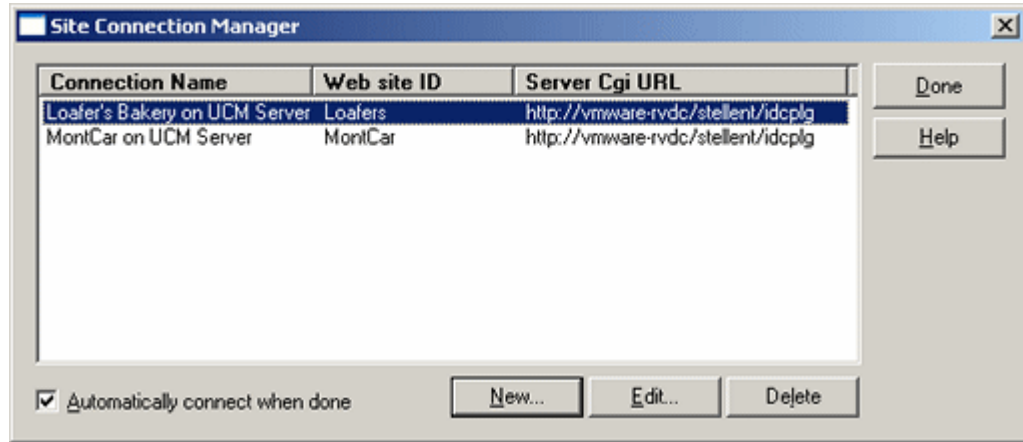 Site Connection Manager
Connection Name Web site ID Server Cgi URL
Loafer's Bakery on UCM Server Loafers http://vmware-rvdc/stellent/idcplg
MontCar on UCM Server MontCar http://vmware-rvdc/stellent/idcplg
Done
Help
Automatically connect when done
New... Edit... Delete